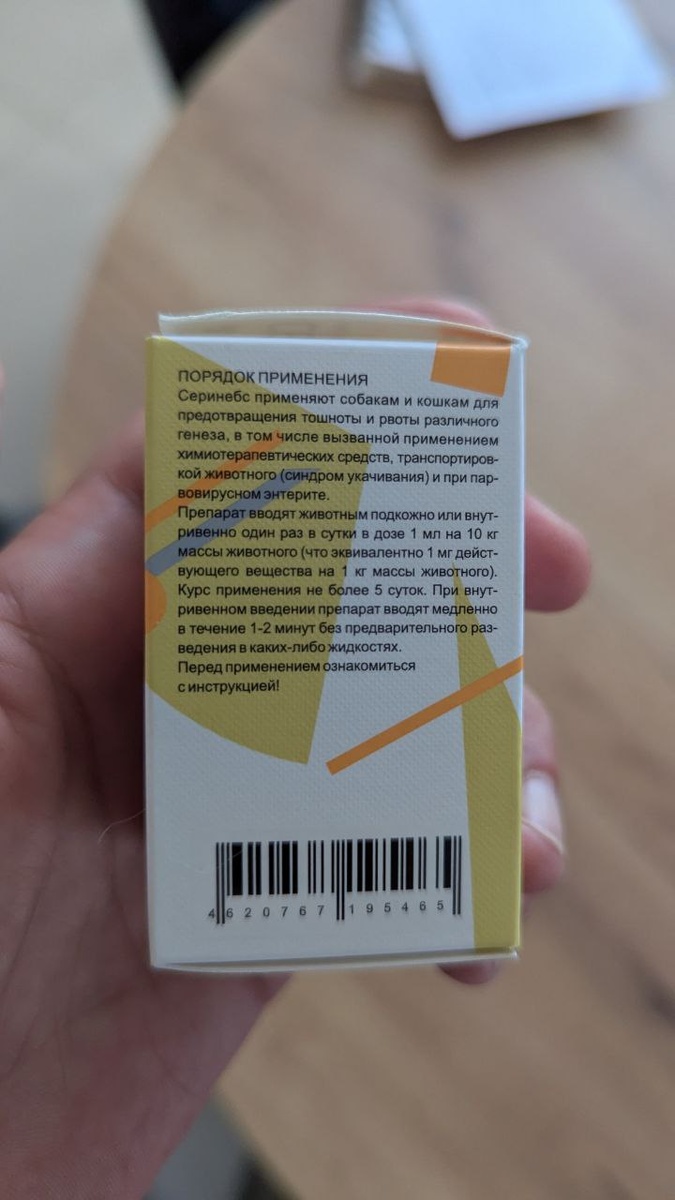 ПОРЯДОК ПРИМЕНЕНИЯ
Серинебс применяют собакам и кошкам для
предотвращения тошноты и рвоты различного
генеза, в том числе вызванной применением
химиотерапевтических средств, транспортиров-
кой животного (синдром укачивания) и при пар-
вовирусном энтерите.
Препарат вводят животным подкожно или внут-
ривенно один раз в сутки в дозе 1 мл на 10 кг
массы животного (что эквивалентно 1 мг дейст-
вующего вещества на 1 кг массы животного).
Курс применения не более 5 суток. При внут-
ривенном введении препарат вводят медленно
в течение 1-2 минут без предварительного раз-
ведения в каких-либо жидкостях.
Перед применением ознакомиться
с инструкцией!
4 620767 195465